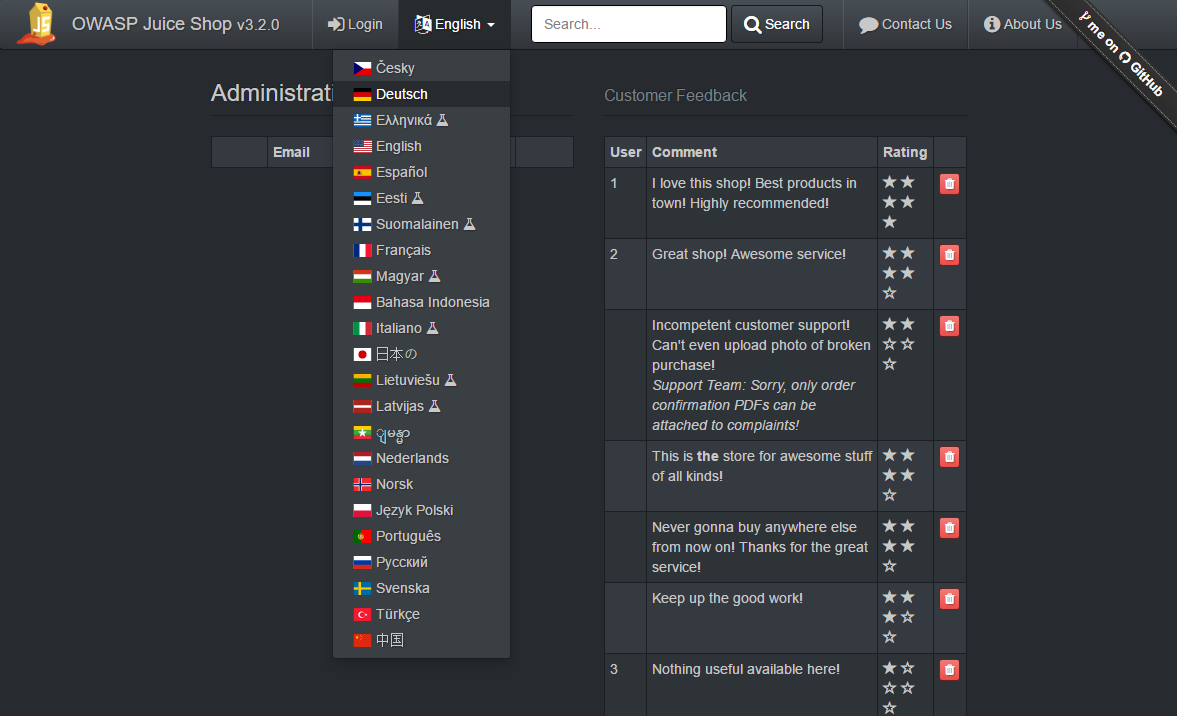 OWASP Juice Shop v3.2.0
Login
English
Search...
Search
Contact Us
About Us
me on GitHub
Administrati
Email
Česky
Deutsch
Ελληνικά
English
Español
Eesti
Suomalainen
Français
Magyar
Bahasa Indonesia
Italiano
日本の
Lietuviešu
Latvijas
Nederlands
Norsk
Język Polski
Português
Русский
Svenska
Türkçe
中国
Customer Feedback
User Comment Rating
1 I love this shop! Best products in
town! Highly recommended!
2 Great shop! Awesome service!
Incompetent customer support!
Can't even upload photo of broken
purchase!
Support Team: Sorry, only order
confirmation PDFs can be
attached to complaints!
This is the store for awesome stuff
of all kinds!
Never gonna buy anywhere else
from now on! Thanks for the great
service!
Keep up the good work!
3 Nothing useful available here!